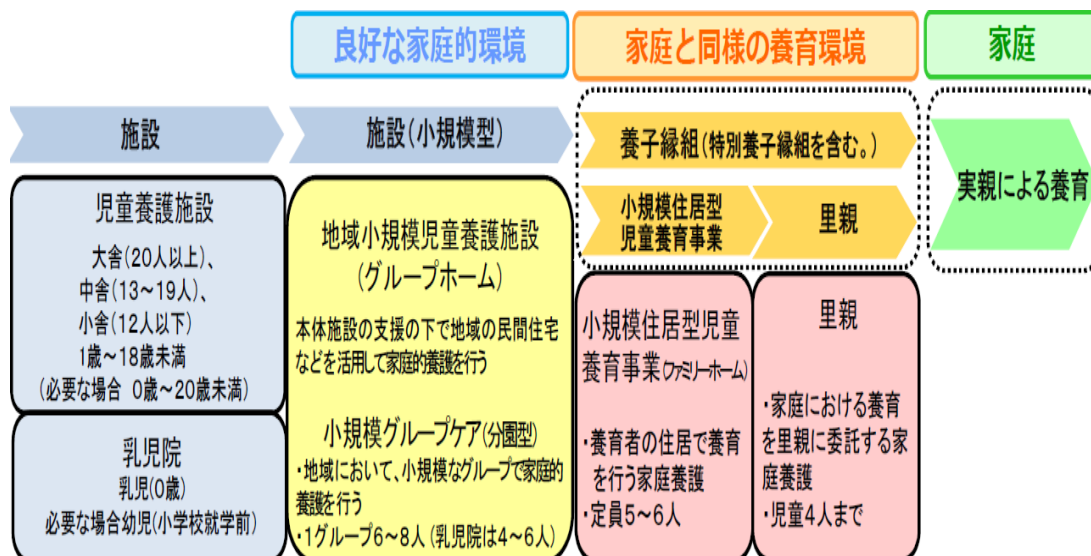 良好な家庭的環境
家庭と同様の養育環境
家庭
施設
施設(小規模型)
養子縁組(特別養子縁組を含む。)
小規模住居型
児童養育事業
里親
実親による養育
児童養護施設
大舎(20人以上)、
中舎(13～19人)、
小舎(12人以下)
1歳～18歳未満
(必要な場合 0歳～20歳未満)
乳児院
乳児(0歳)
必要な場合幼児(小学校就学前)
地域小規模児童養護施設
(グループホーム)
本体施設の支援の下で地域の民間住宅
などを活用して家庭的養護を行う
小規模グループケア(分園型)
・地域において、小規模なグループで家庭的
養護を行う
・1グループ6～8人(乳児院は4～6人)
小規模住居型児童
養育事業(ファミリーホーム)
・養育者の住居で養育
を行う家庭養護
・定員5～6人
里親
・家庭における養育
を里親に委託する家
庭養護
・児童4人まで